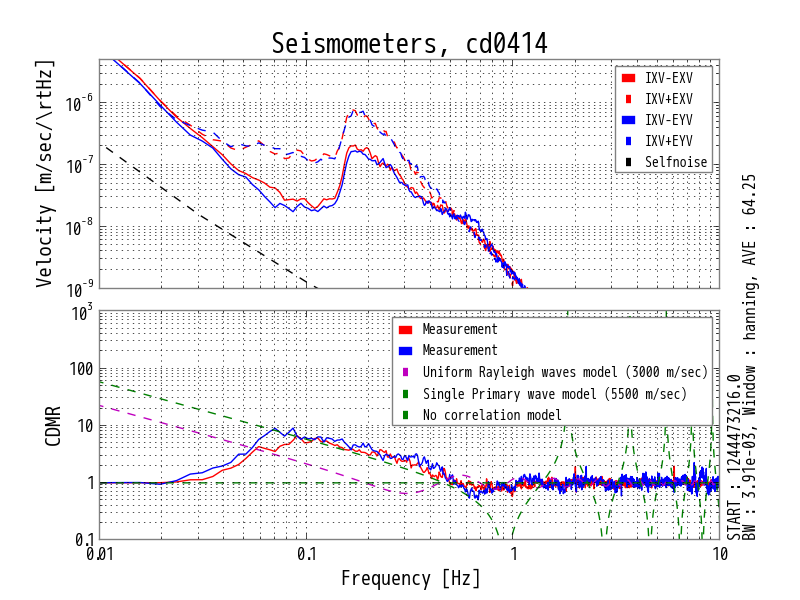 Seismometers, cd0414
Velocity [m/sec/\rtHz]
10^-6
10^-7
10^-8
10^-9
IXV-EXV
IXV+EXV
IXV-EYV
IXV+EYV
Selfnoise
CDMR
10^3
100
10
1
0.1
Measurement
Measurement
Uniform Rayleigh waves model (3000 m/sec)
Single Primary wave model (5500 m/sec)
No correlation model
0.01
0.1
1
10
Frequency [Hz]
START : 1244473216.0
BW : 3.91e-03, Window : hanning, AVE : 64.25